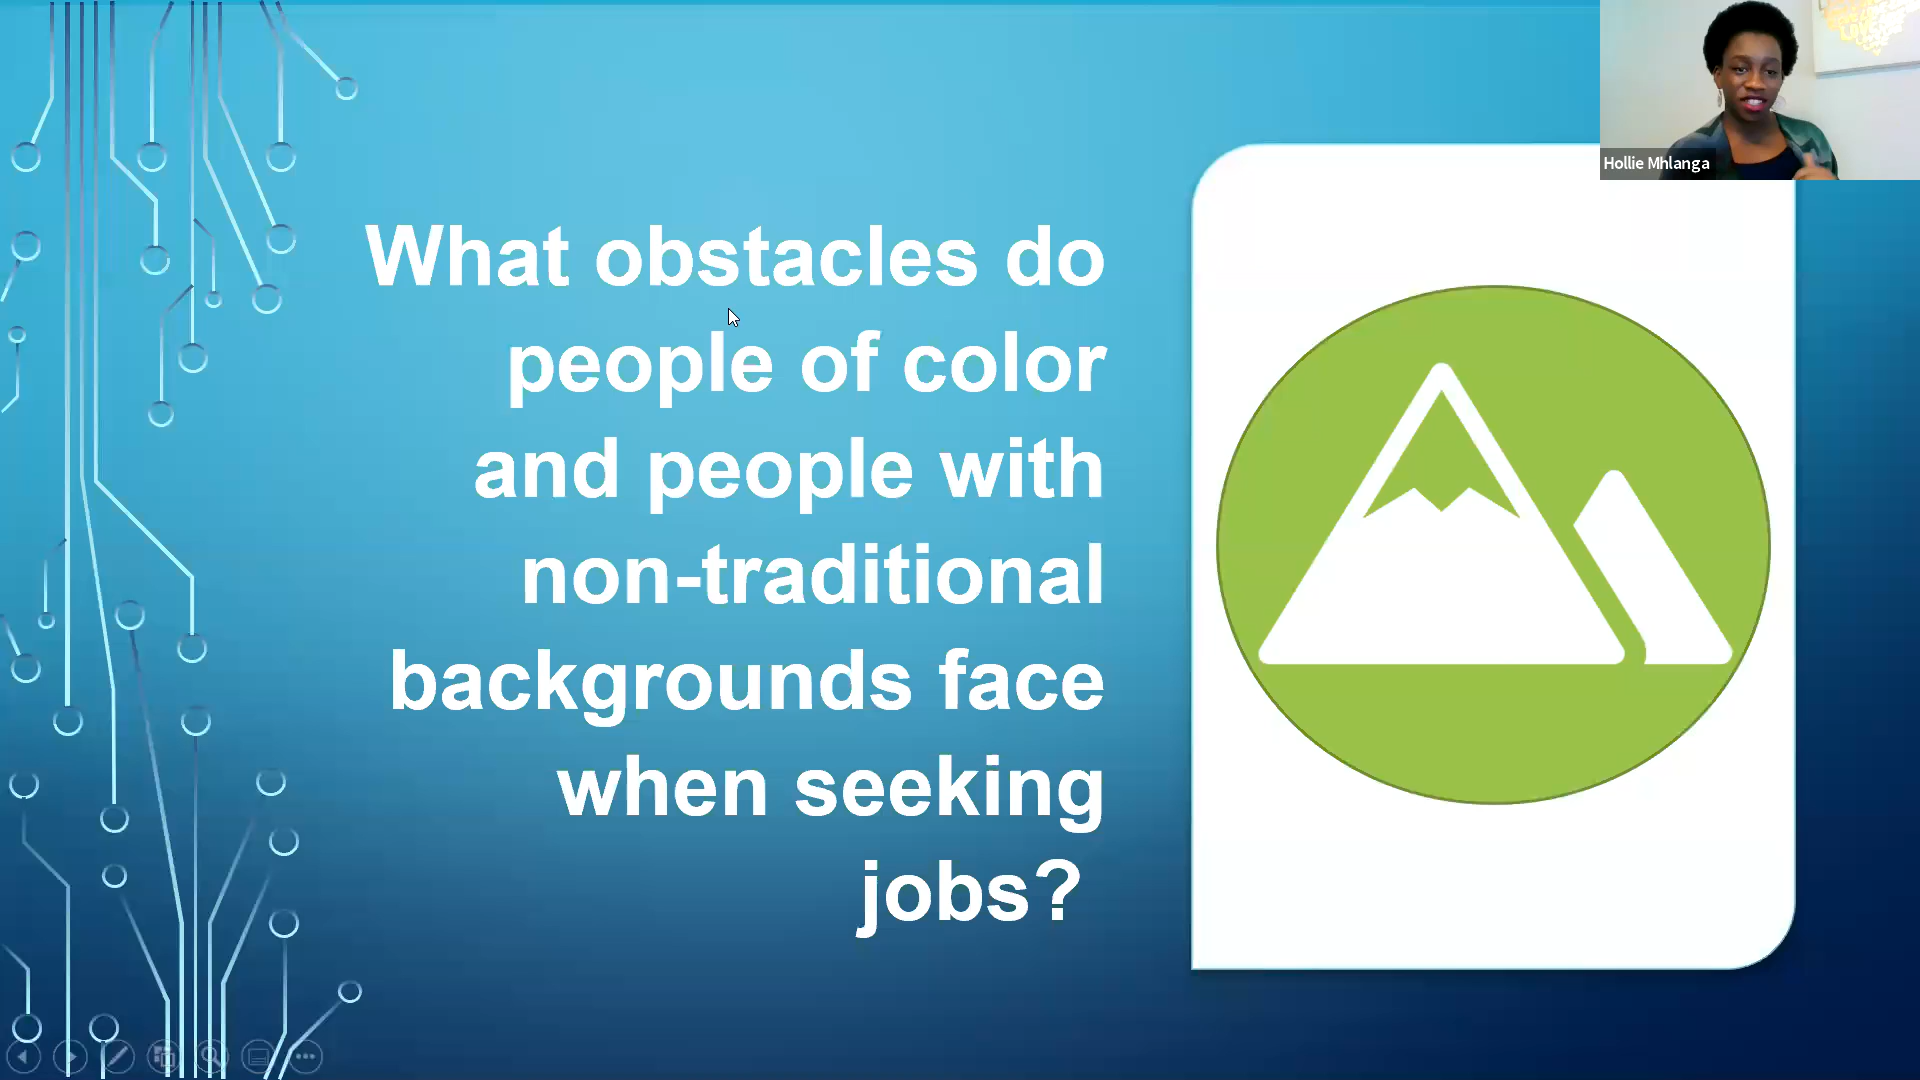 Hollie Mhlanga
What obstacles do
people of color
and people with
non-traditional
backgrounds face
when seeking
jobs?